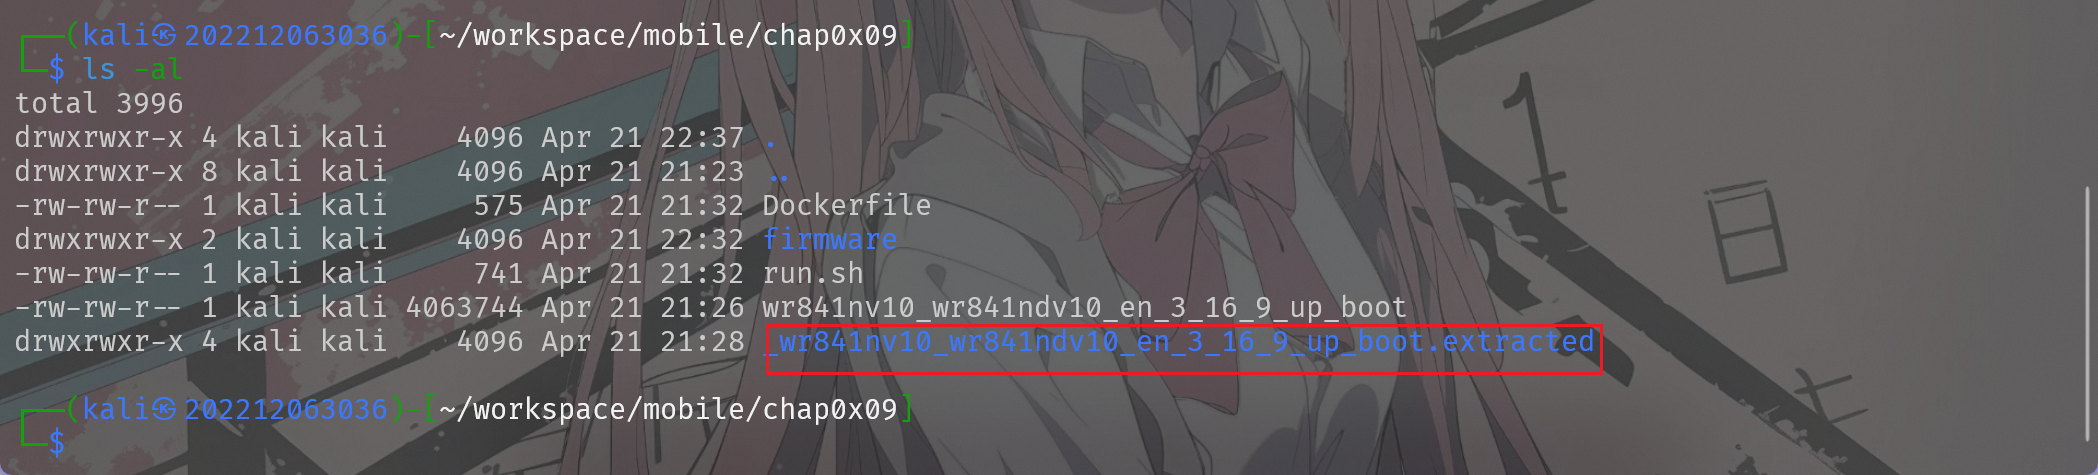 ┌──(kali㉿202212063036)-[~/workspace/mobile/chap0x09]
└─$ ls -al
total 3996
drwxrwxr-x 4 kali kali    4096 Apr 21 22:37 .
drwxrwxr-x 8 kali kali    4096 Apr 21 21:23 ..
-rw-rw-r-- 1 kali kali     575 Apr 21 21:32 Dockerfile
drwxrwxr-x 2 kali kali    4096 Apr 21 22:32 firmware
-rw-rw-r-- 1 kali kali     741 Apr 21 21:32 run.sh
-rw-rw-r-- 1 kali kali 4063744 Apr 21 21:26 wr841nv10_wr841ndv10_en_3_16_9_up_boot
drwxrwxr-x 4 kali kali    4096 Apr 21 21:28 _wr841nv10_wr841ndv10_en_3_16_9_up_boot.extracted
┌──(kali㉿202212063036)-[~/workspace/mobile/chap0x09]
└─$